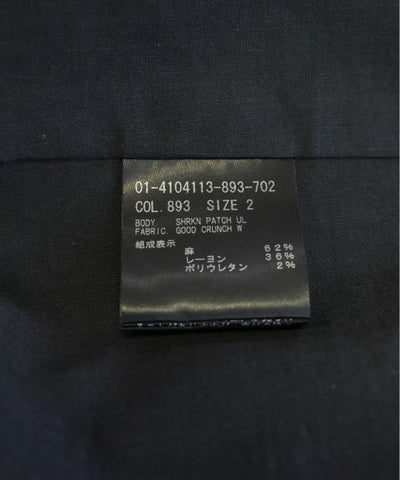 01-4104113-893-702
COL. 893 SIZE 2
BODY. SHRKN PATCH UL
FABRIC. GOOD CRUNCH W
組成表示
麻 62%
レーヨン 36%
ポリウレタン 2%